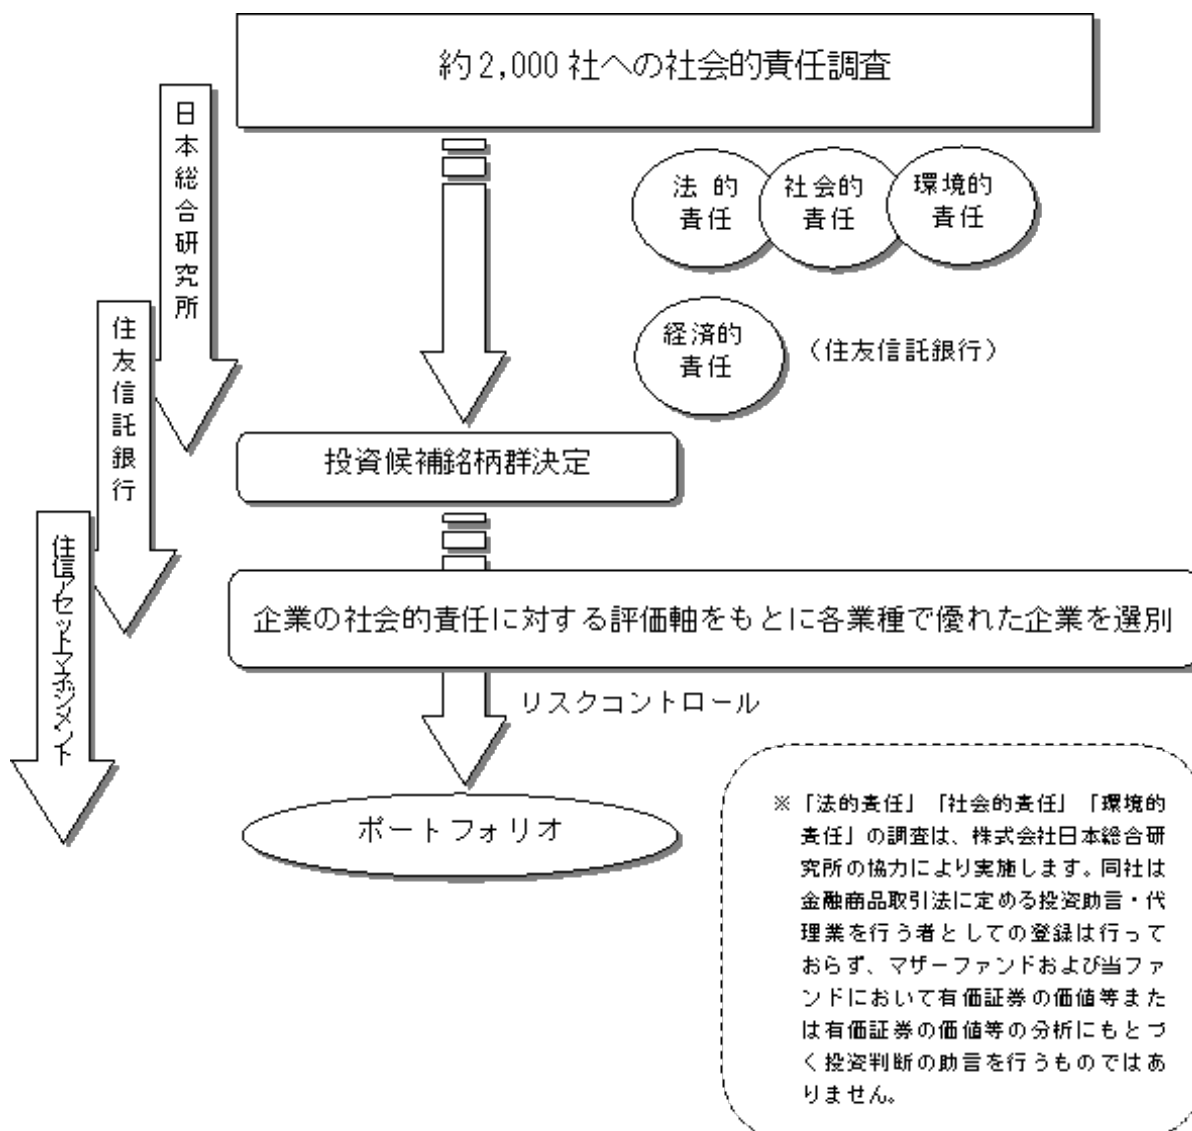 約2,000社への社会的責任調査
日本総合研究所
法的
責任
社会的
責任
環境的
責任
住友信託銀行
経済的
責任
（住友信託銀行）
投資候補銘柄群決定
住信アセットマネジメント
企業の社会的責任に対する評価軸をもとに各業種で優れた企業を選別
リスクコントロール
ポートフォリオ
※「法的責任」「社会的責任」「環境的
責任」の調査は、株式会社日本総合研
究所の協力により実施します。同社は
金融商品取引法に定める投資助言・代
理業を行う者としての登録は行って
おらず、マザーファンドおよび当ファ
ンドにおいて有価証券の価値等また
は有価証券の価値等の分析にもとづ
く投資判断の助言を行うものではあ
りません。